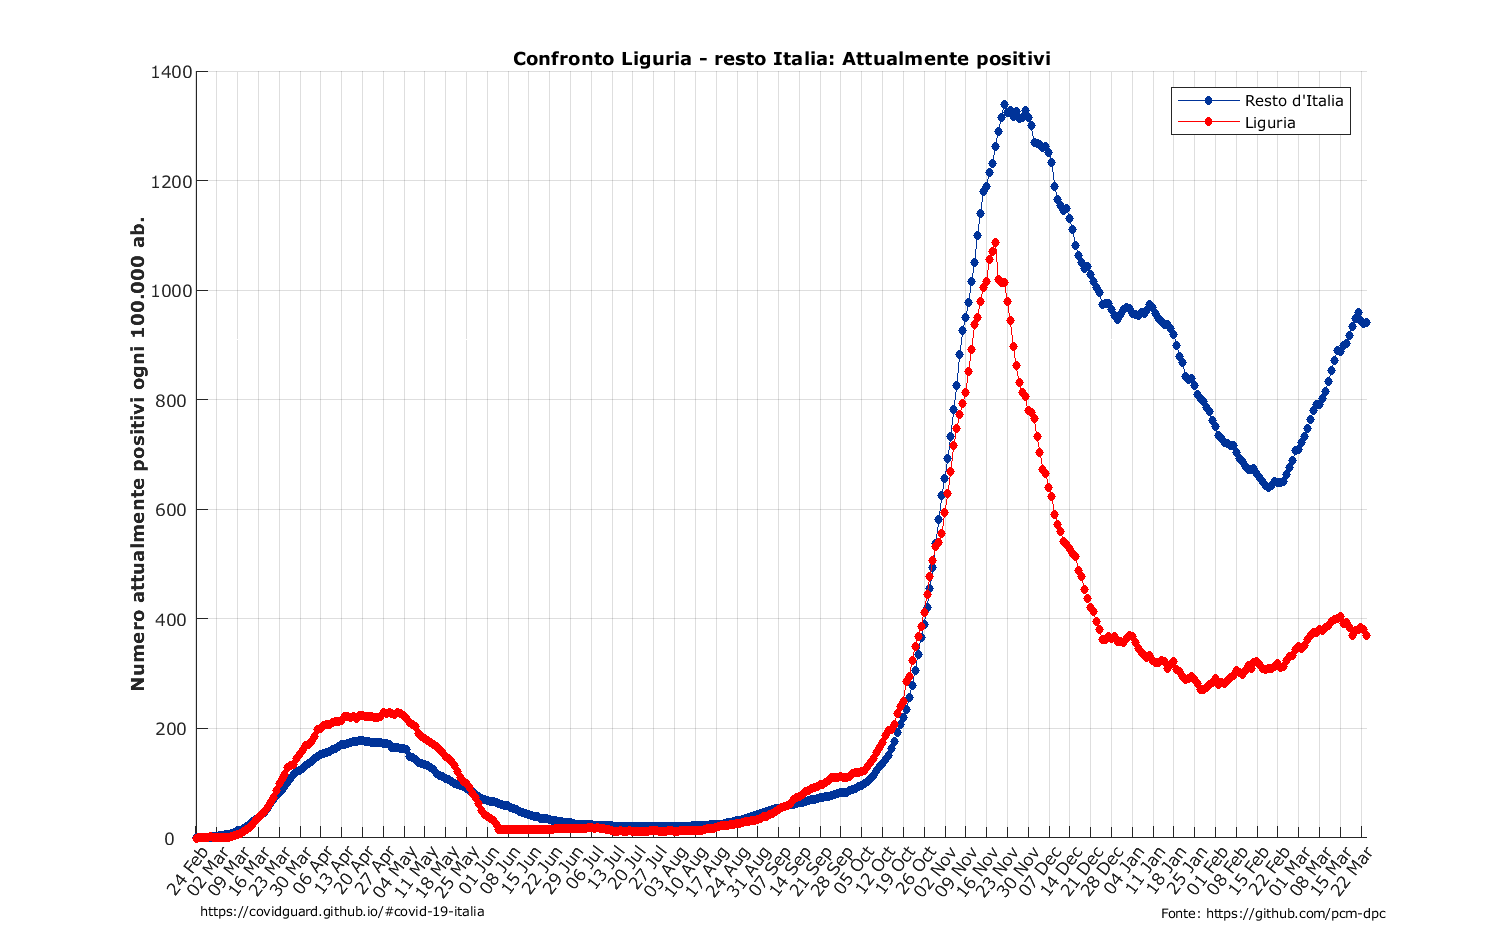 Confronto Liguria - resto Italia: Attualmente positivi
Numero attualmente positivi ogni 100.000 ab.
1400
1200
1000
800
600
400
200
0
Resto d'Italia
Liguria
24 Feb
02 Mar
09 Mar
16 Mar
23 Mar
30 Mar
06 Apr
13 Apr
20 Apr
27 Apr
04 May
11 May
18 May
25 May
01 Jun
08 Jun
15 Jun
22 Jun
29 Jun
06 Jul
13 Jul
20 Jul
27 Jul
03 Aug
10 Aug
17 Aug
24 Aug
31 Aug
07 Sep
14 Sep
21 Sep
28 Sep
05 Oct
12 Oct
19 Oct
26 Oct
02 Nov
09 Nov
16 Nov
23 Nov
30 Nov
07 Dec
14 Dec
21 Dec
28 Dec
04 Jan
11 Jan
18 Jan
25 Jan
01 Feb
08 Feb
15 Feb
22 Feb
01 Mar
08 Mar
15 Mar
22 Mar
https://covidguard.github.io/#covid-19-italia
Fonte: https://github.com/pcm-dpc